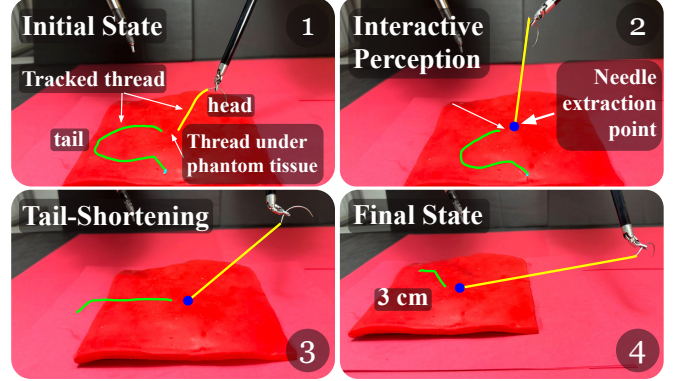 Initial State
1
Tracked thread
head
tail
Thread under
phantom tissue
Interactive
Perception
2
Needle
extraction
point
Tail-Shortening
3
Final State
3 cm
4